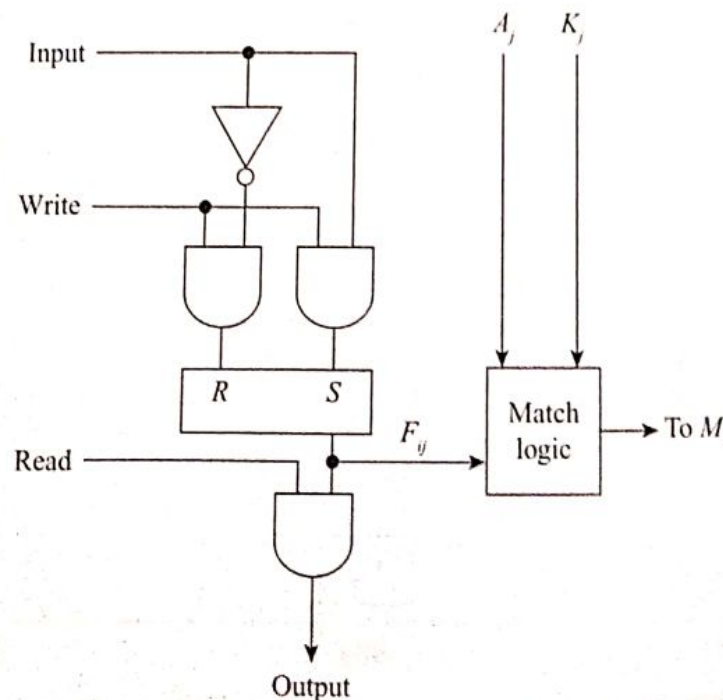 Input
A_j K_j
Write
R S
Match
logic
To M
F_ij
Read
Output